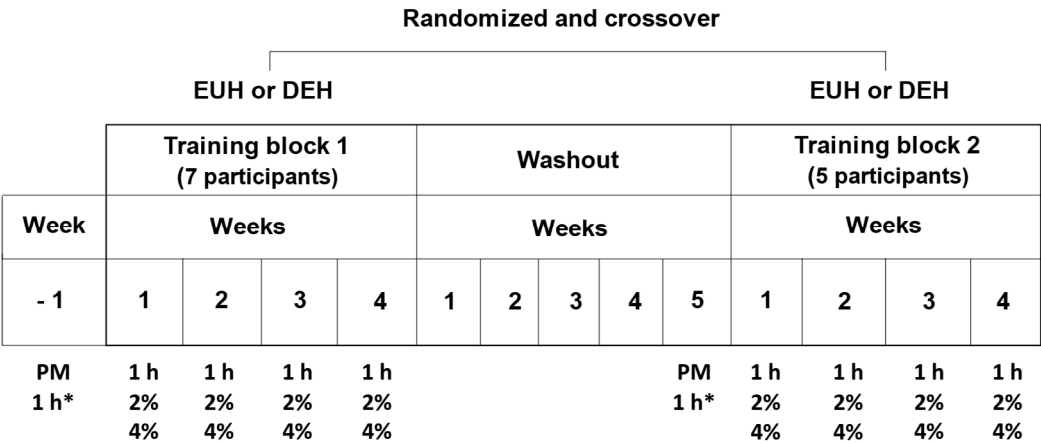 Randomized and crossover
EUH or DEH EUH or DEH
Training block 1 Washout Training block 2
(7 participants) (5 participants)
Week Weeks Weeks Weeks
- 1 1 2 3 4 1 2 3 4 5 1 2 3 4
PM 1 h 1 h 1 h 1 h PM 1 h 1 h 1 h 1 h
1 h* 2% 2% 2% 2% 1 h* 2% 2% 2% 2%
4% 4% 4% 4% 4% 4% 4% 4%